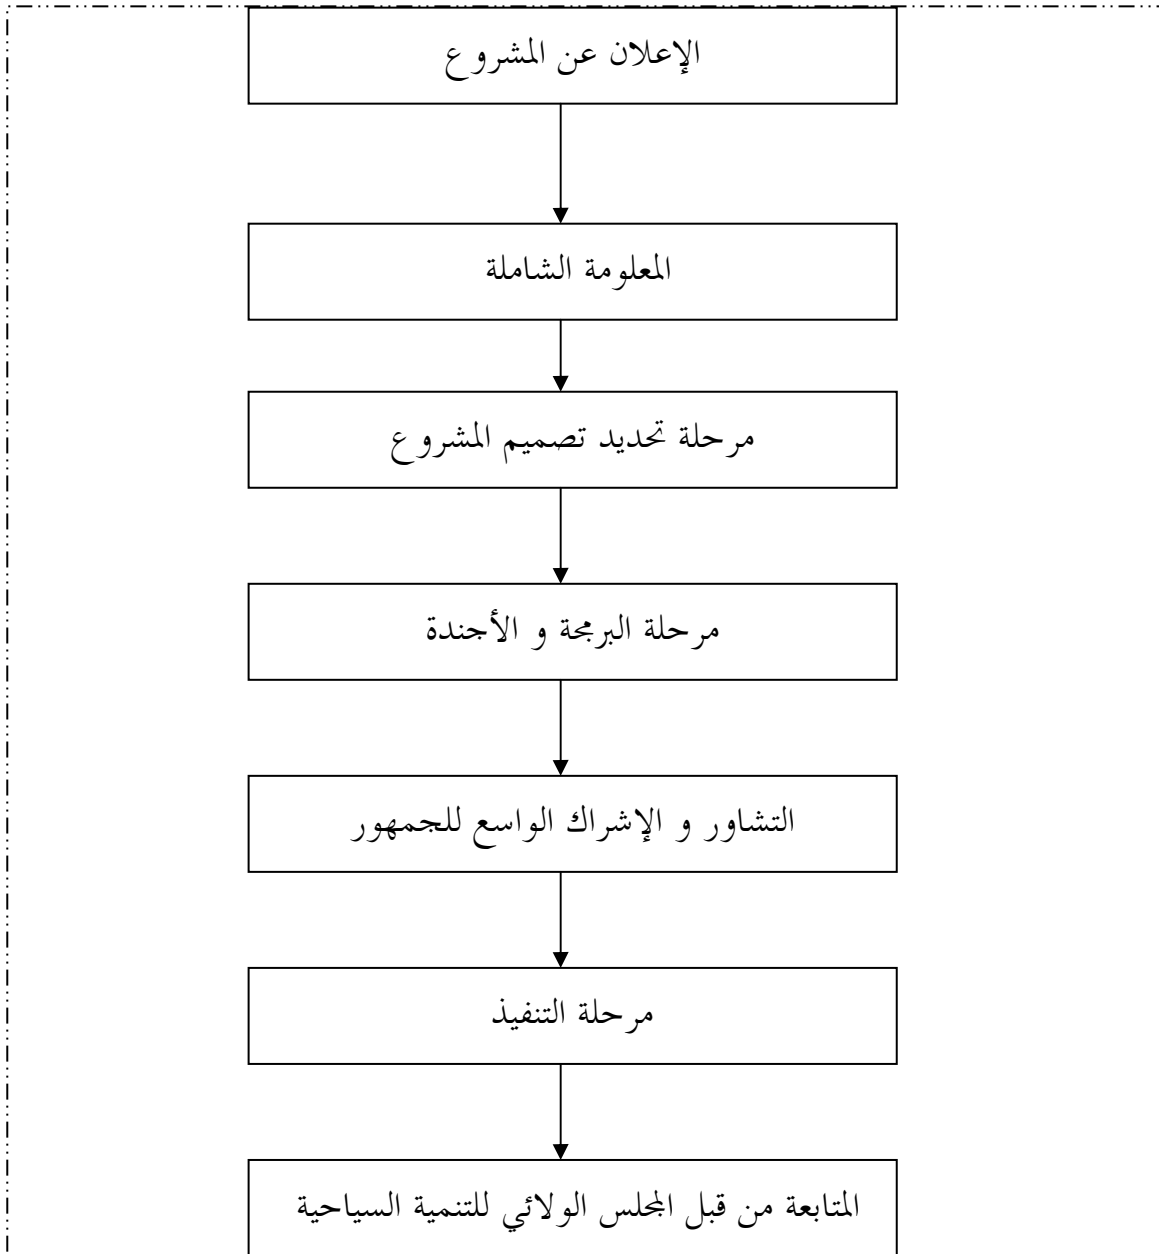 الإعلان عن المشروع
المعلومة الشاملة
مرحلة تحديد تصميم المشروع
مرحلة البرمجة و الأجندة
التشاور و الإشراك الواسع للجمهور
مرحلة التنفيذ
المتابعة من قبل المجلس الولائي للتنمية السياحية